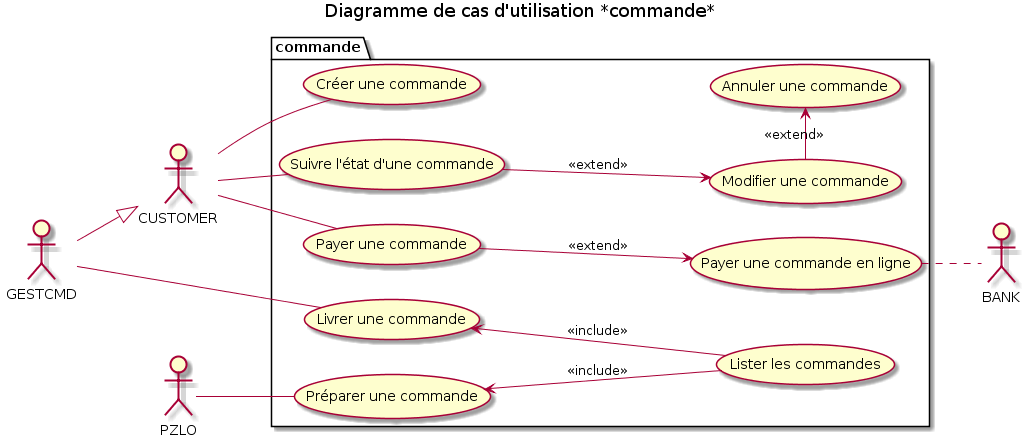 Diagramme de cas d'utilisation *commande*
commande
Créer une commande
Annuler une commande
«extend»
Suivre l'état d'une commande
«extend»
Modifier une commande
CUSTOMER
Payer une commande
«extend»
Payer une commande en ligne
GESTCMD
BANK
Livrer une commande
«include»
Lister les commandes
«include»
Préparer une commande
PZLO